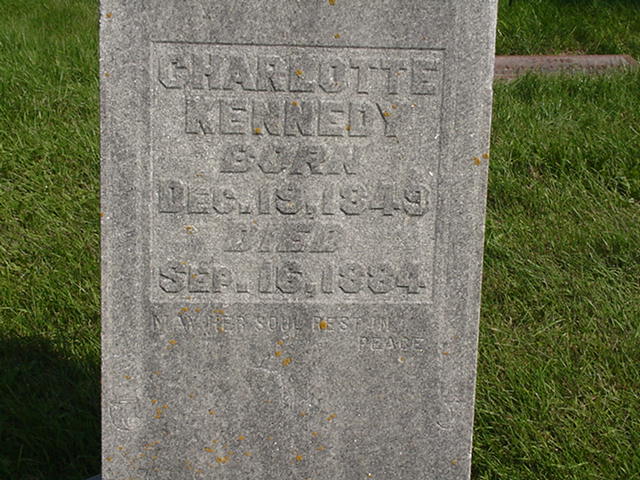 CHARLOTTE
KENNEDY
BORN
DEC. 19, 1849
DIED
SEP. 16, 1884
MAY HER SOUL REST IN
PEACE